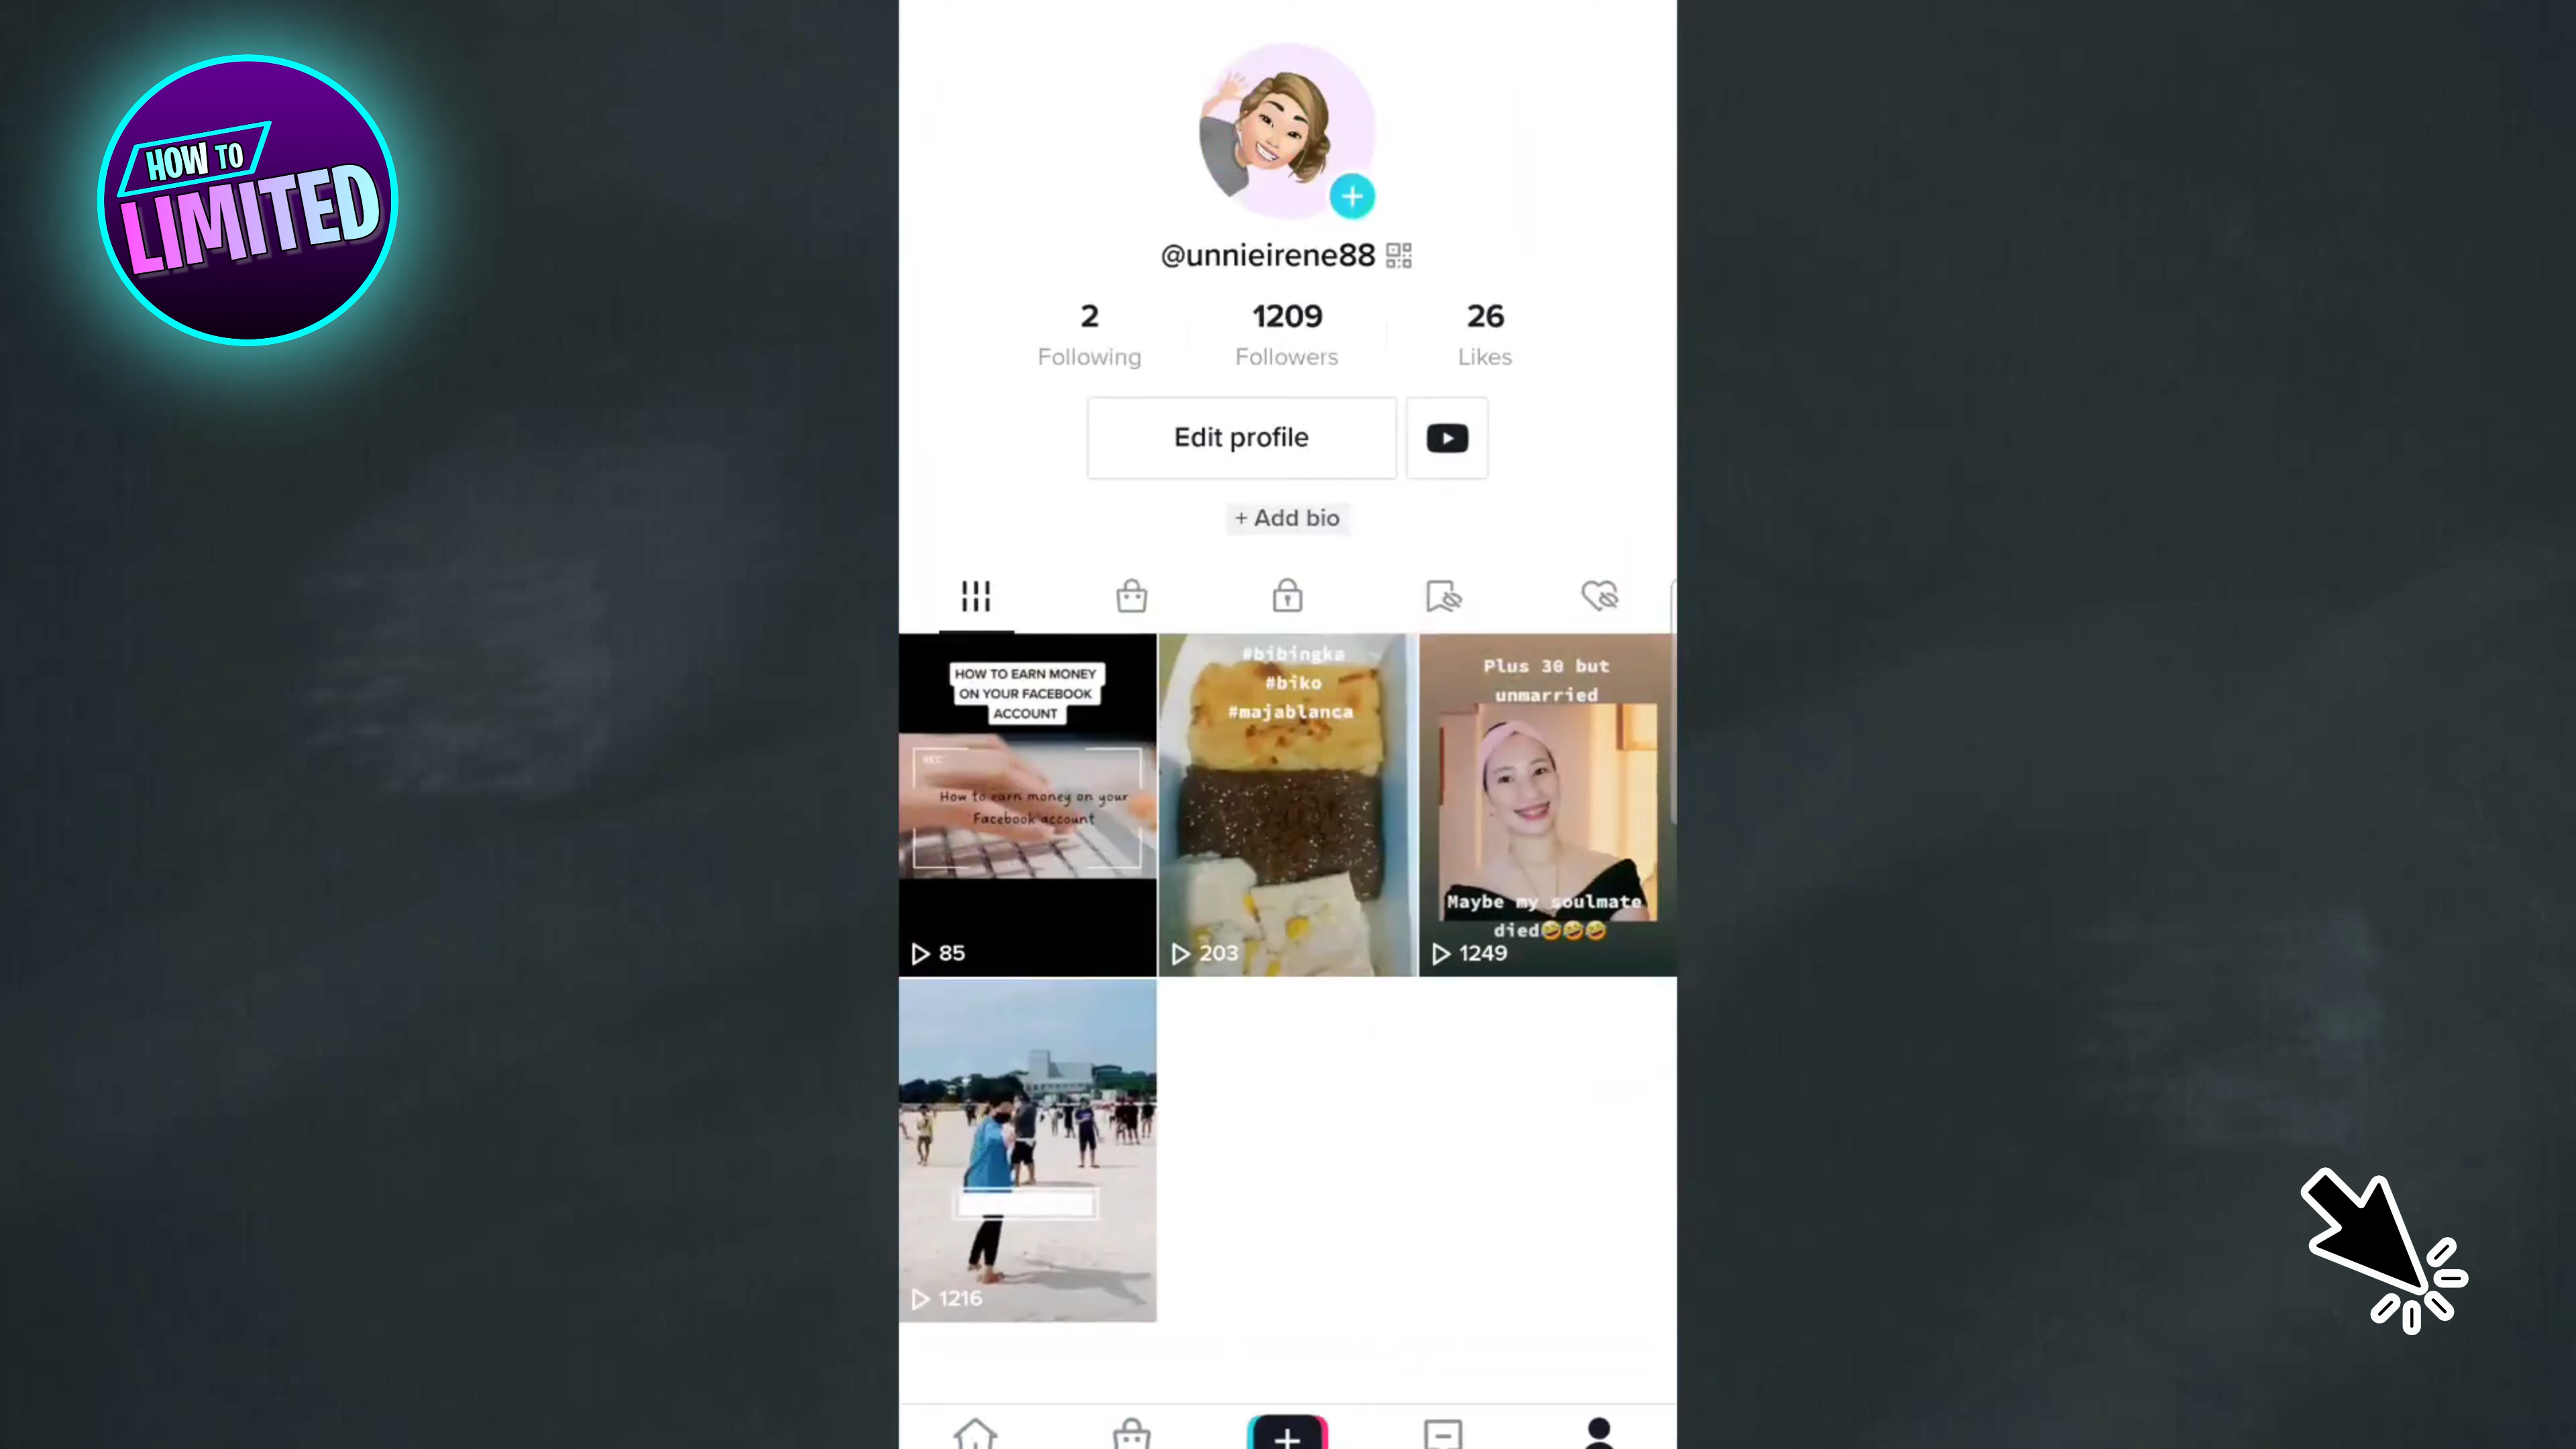 HOW TO
LIMITED
@unnieirene88
2
1209
26
Following
Followers
Likes
Edit profile
+ Add bio
HOW TO EARN MONEY
ON YOUR FACEBOOK
ACCOUNT
REC
How to earn money on your
Facebook account
85
#bibingka
#biko
#majablanca
203
Plus 30 but
unmarried
Maybe my soulmate
died🤣🤣🤣
1249
1216